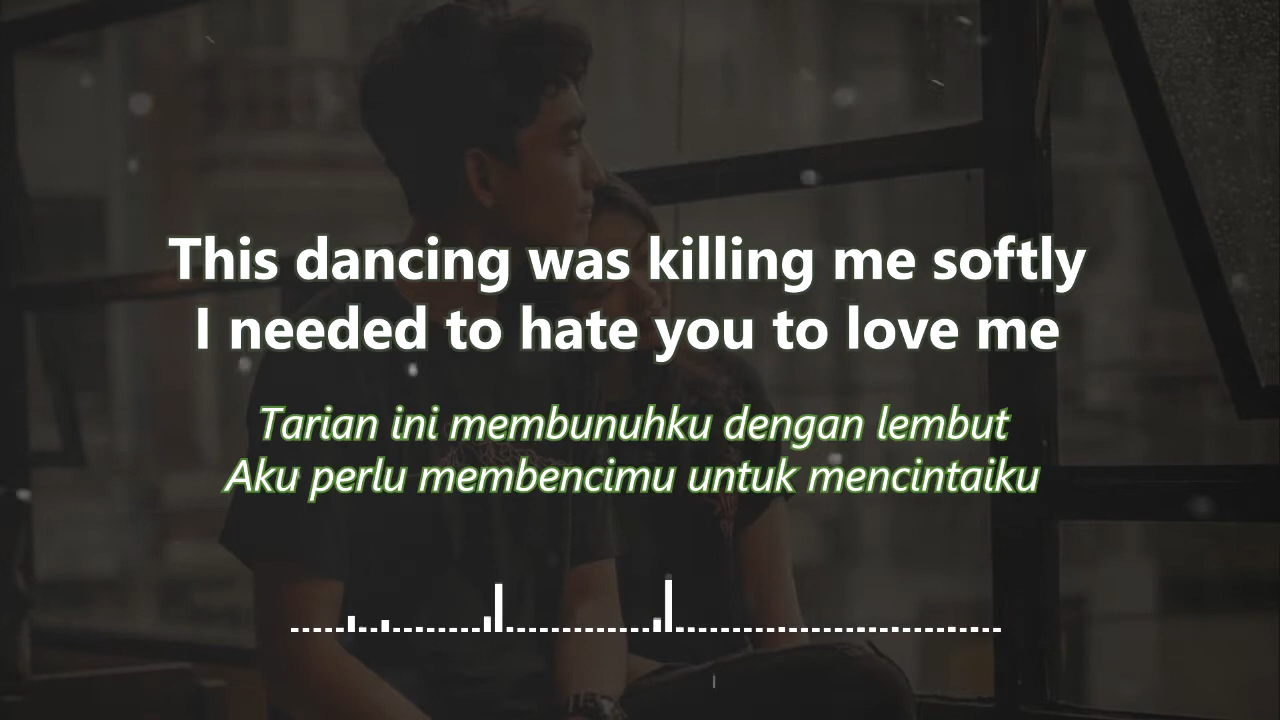 This dancing was killing me softly
I needed to hate you to love me
Tarian ini membunuhku dengan lembut
Aku perlu membencimu untuk mencintaiku